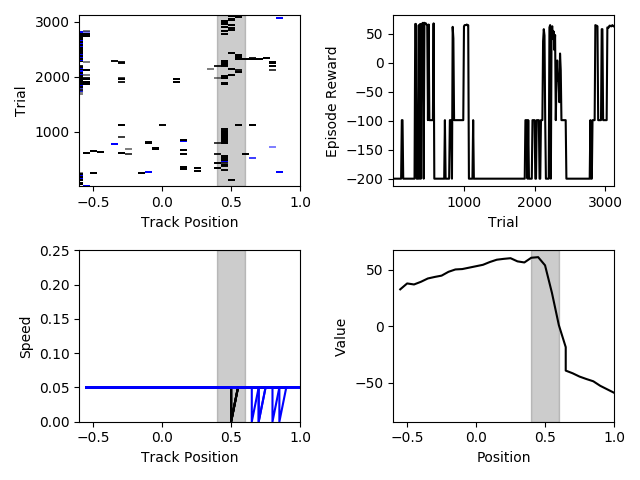 3000
2000
1000
Trial
−0.5 0.0 0.5 1.0
Track Position
50
0
−50
−100
−150
−200
Episode Reward
1000 2000 3000
Trial
0.25
0.20
0.15
0.10
0.05
0.00
Speed
−0.5 0.0 0.5 1.0
Track Position
50
0
−50
Value
−0.5 0.0 0.5 1.0
Position